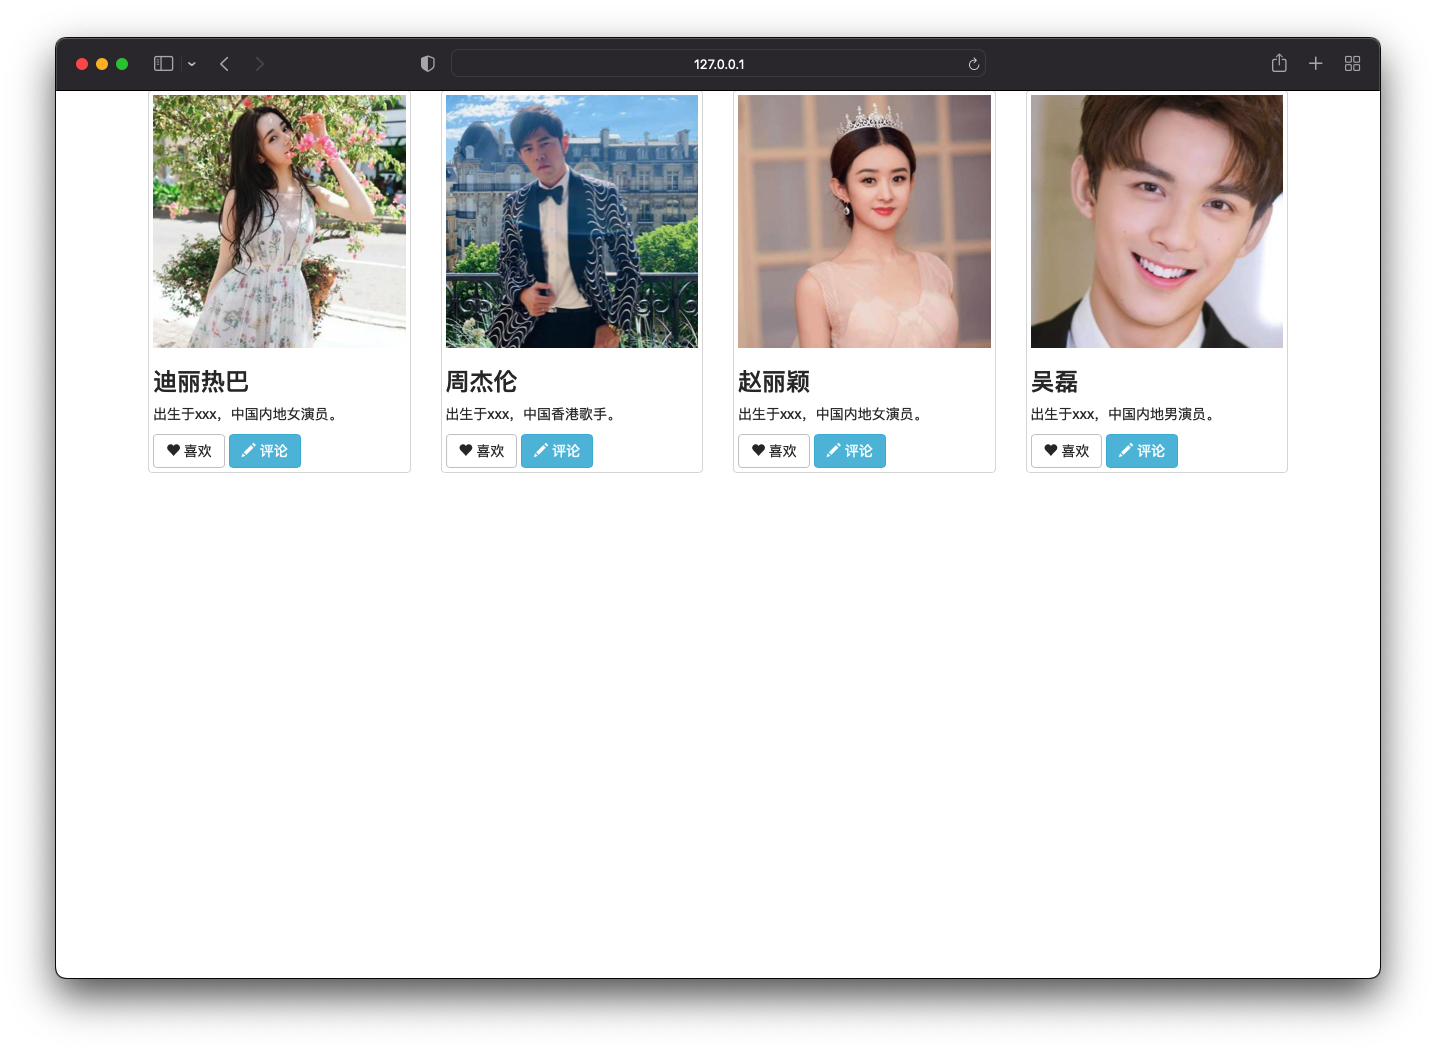 127.0.0.1
迪丽热巴
出生于xxx，中国内地女演员。
喜欢 评论
周杰伦
出生于xxx，中国香港歌手。
喜欢 评论
赵丽颖
出生于xxx，中国内地女演员。
喜欢 评论
吴磊
出生于xxx，中国内地男演员。
喜欢 评论